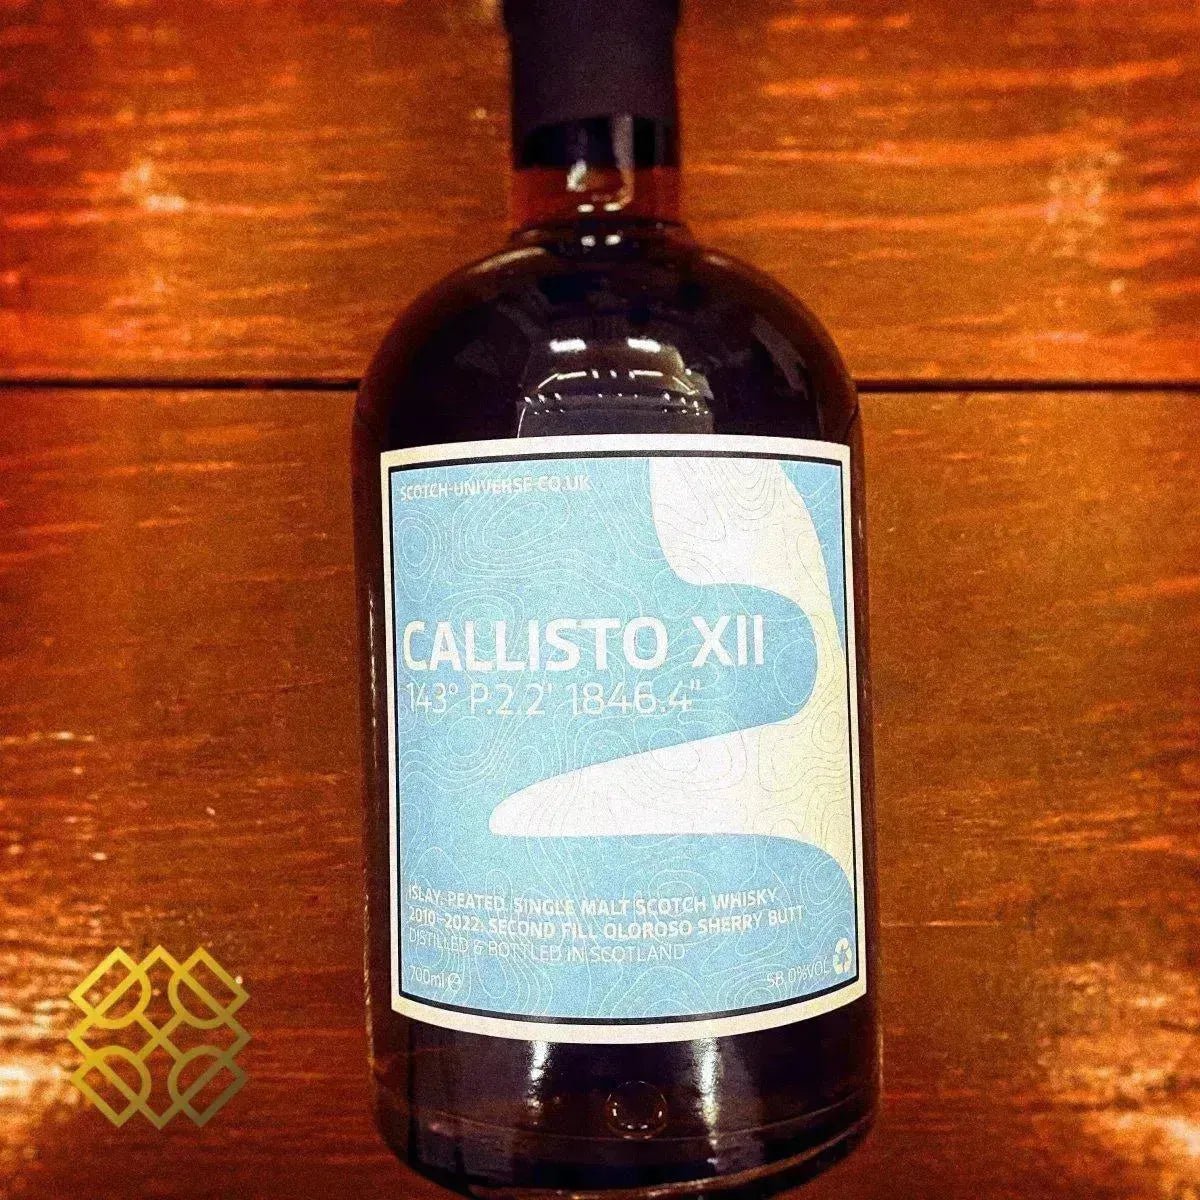 SCOTCH-UNIVERSE.CO.UK
CALLISTO XII
143° P.2.2' 1846.4"
ISLAY, PEATED, SINGLE MALT SCOTCH WHISKY
2010–2022, SECOND FILL OLOROSO SHERRY BUTT
DISTILLED & BOTTLED IN SCOTLAND
700ml ℮
58.0%VOL